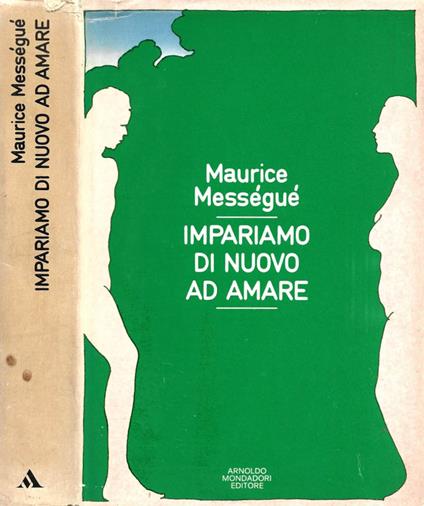 Maurice Mességué
IMPARIAMO DI NUOVO AD AMARE
Maurice
Mességué
IMPARIAMO
DI NUOVO
AD AMARE
ARNOLDO
MONDADORI
EDITORE